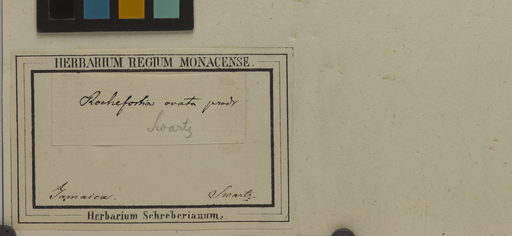 HERBARIUM REGIUM MONACENSE.
Rochefortia ovata prodr
Swartz
Jamaica. Swartz.
Herbarium Schreberianum.